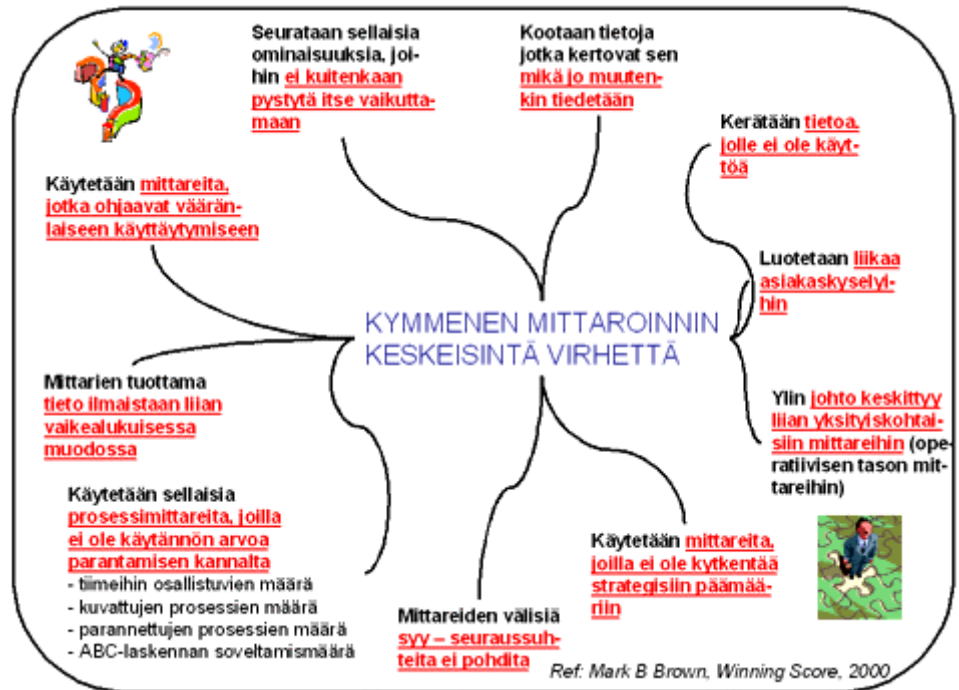 Seurataan sellaisia
ominaisuuksia, joi-
hin ei kuitenkaan
pystytä itse vaikutta-
maan
Kootaan tietoja
jotka kertovat sen
mikä jo muuten-
kin tiedetään
Kerätään tietoa,
jolle ei ole käyt-
töä
Käytetään mittareita,
jotka ohjaavat väärän-
laiseen käyttäytymiseen
Luotetaan liikaa
asiakaskyselyi-
hin
KYMMENEN MITTAROINNIN
KESKEISINTÄ VIRHETTÄ
Mittarien tuottama
tieto ilmaistaan liian
vaikealukuisessa
muodossa
Ylin johto keskittyy
liian yksityiskohtai-
siin mittareihin (ope-
ratiivisen tason mit-
tareihin)
Käytetään sellaisia
prosessimittareita, joilla
ei ole käytännön arvoa
parantamisen kannalta
- tiimeihin osallistuvien määrä
- kuvattujen prosessien määrä
- parannettujen prosessien määrä
- ABC-laskennan soveltamismäärä
Mittareiden välisiä
syy – seuraussuh-
teita ei pohdita
Käytetään mittareita,
joilla ei ole kytkentää
strategisiin päämää-
riin
Ref: Mark B Brown, Winning Score, 2000